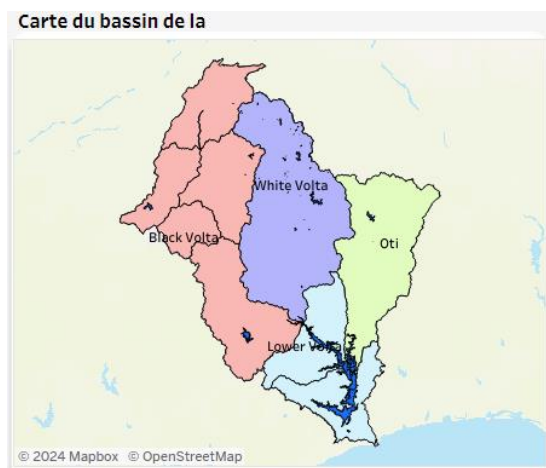 Carte du bassin de la
White Volta
Black Volta
Oti
Lower Volta
© 2024 Mapbox © OpenStreetMap